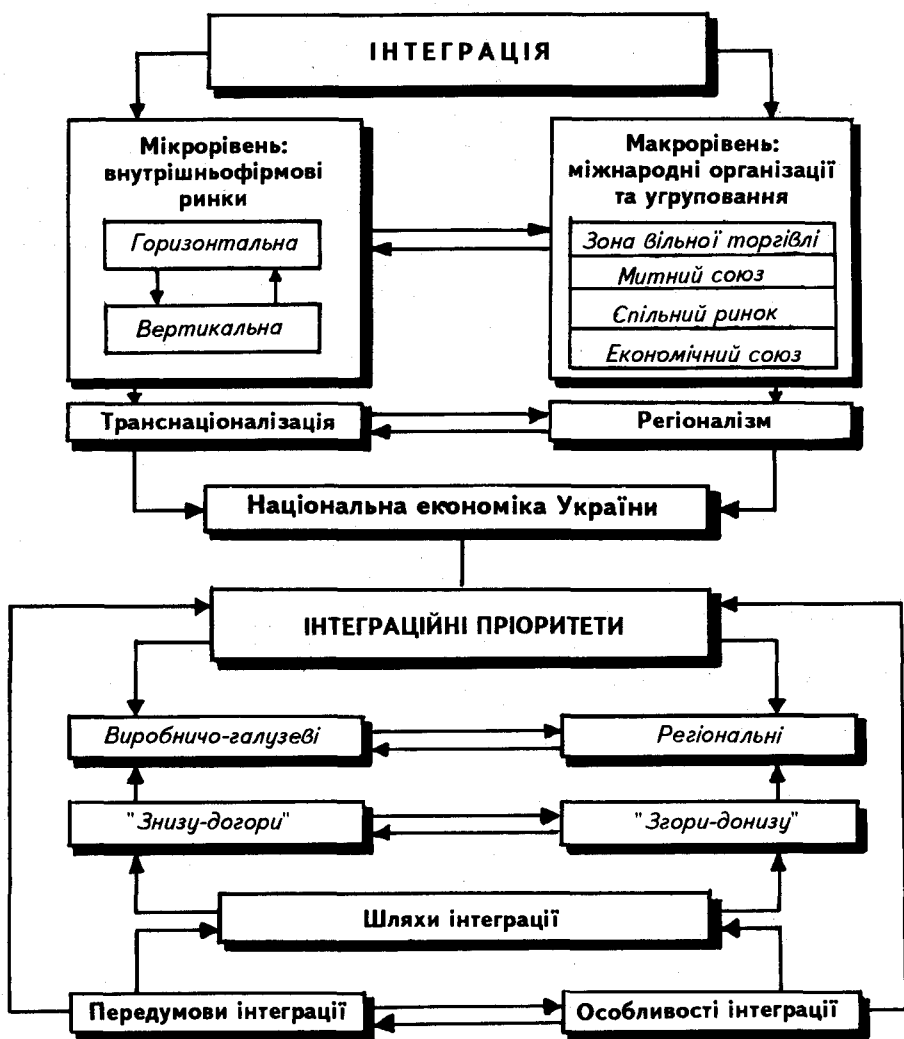 ІНТЕГРАЦІЯ
Мікрорівень:
внутрішньофірмові
ринки
Горизонтальна
Вертикальна
Макрорівень:
міжнародні організації
та угруповання
Зона вільної торгівлі
Митний союз
Спільний ринок
Економічний союз
Транснаціоналізація
Регіоналізм
Національна економіка України
ІНТЕГРАЦІЙНІ ПРІОРИТЕТИ
Виробничо-галузеві
Регіональні
"Знизу-догори"
"Згори-донизу"
Шляхи інтеграції
Передумови інтеграції
Особливості інтеграції